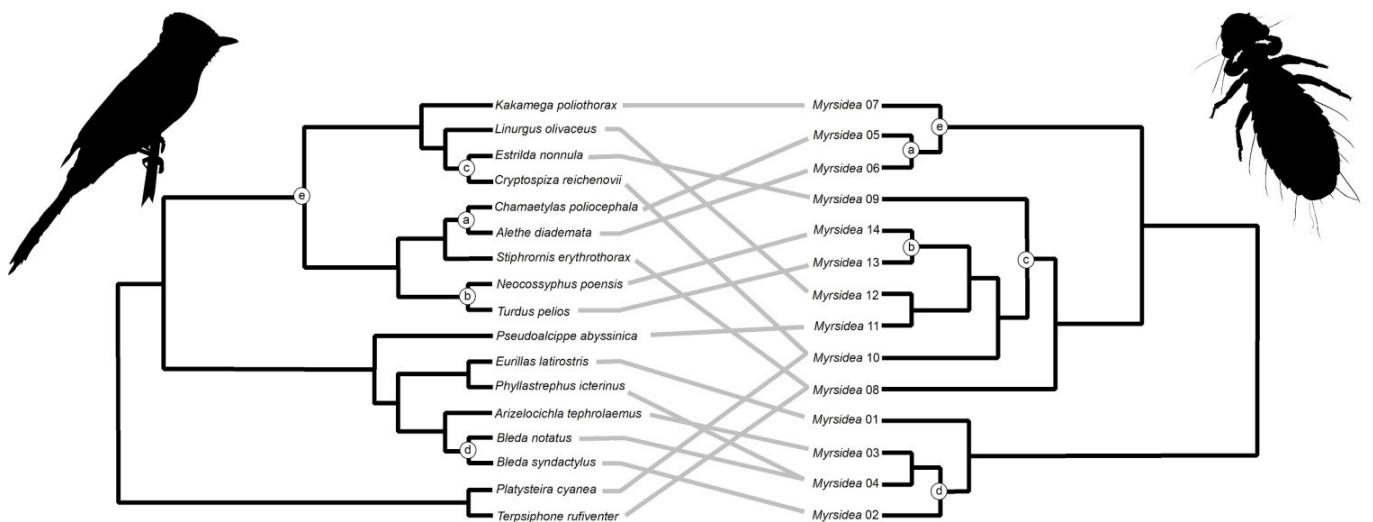 Kakamega poliothorax
Linurgus olivaceus
Estrilda nonnula
c
Cryptospiza reichenovii
e
Chamaetylas poliocephala
a
Alethe diademata
Stiphrornis erythrothorax
Neocossyphus poensis
b
Turdus pelios
Pseudoalcippe abyssinica
Eurillas latirostris
Phyllastrephus icterinus
Arizelocichla tephrolaemus
Bleda notatus
d
Bleda syndactylus
Platysteira cyanea
Terpsiphone rufiventer
Myrsidea 07
e
Myrsidea 05
a
Myrsidea 06
Myrsidea 09
Myrsidea 14
b
Myrsidea 13
c
Myrsidea 12
Myrsidea 11
Myrsidea 10
Myrsidea 08
Myrsidea 01
Myrsidea 03
Myrsidea 04
d
Myrsidea 02